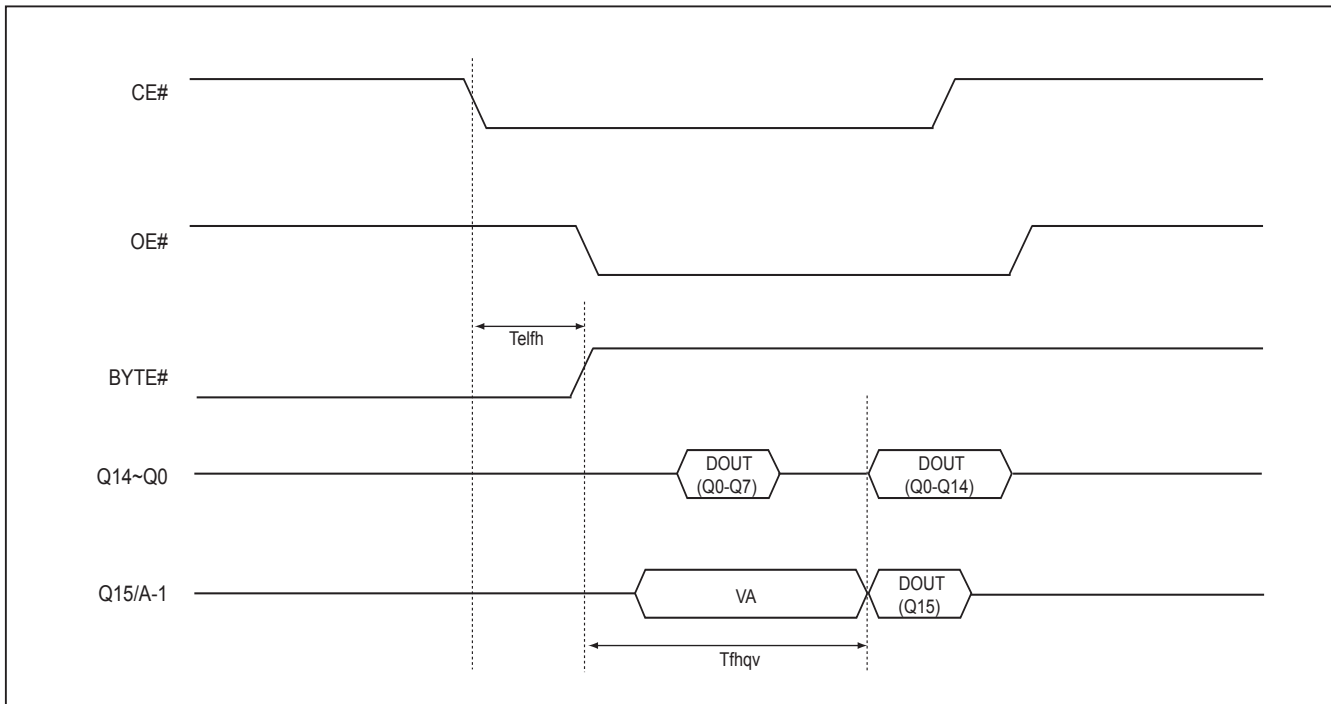 CE#
OE#
Telfh
BYTE#
Q14~Q0
DOUT
(Q0-Q7)
DOUT
(Q0-Q14)
Q15/A-1
VA
DOUT
(Q15)
Tfhqv